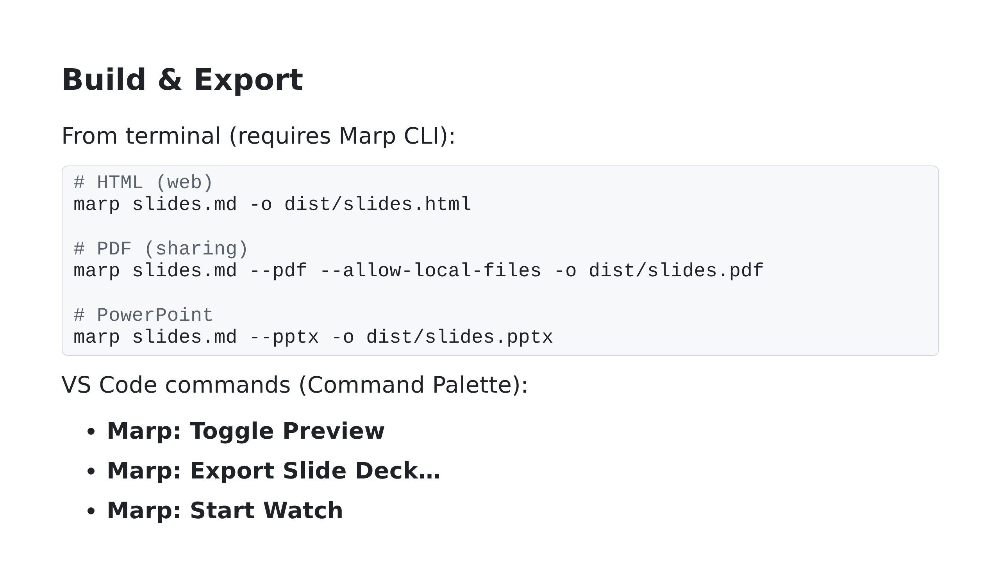 Build & Export
From terminal (requires Marp CLI):
# HTML (web)
marp slides.md -o dist/slides.html
# PDF (sharing)
marp slides.md --pdf --allow-local-files -o dist/slides.pdf
# PowerPoint
marp slides.md --pptx -o dist/slides.pptx
VS Code commands (Command Palette):
• Marp: Toggle Preview
• Marp: Export Slide Deck…
• Marp: Start Watch